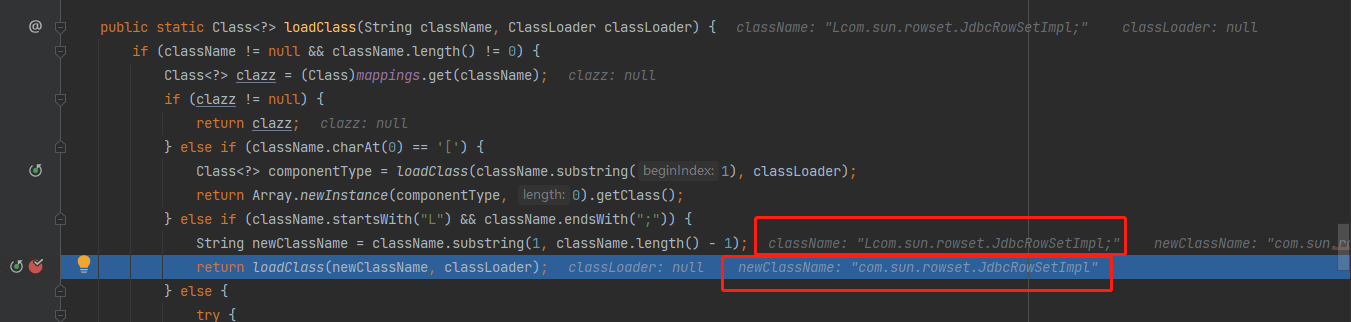 @ public static Class<?> loadClass(String className, ClassLoader classLoader) { className: "Lcom.sun.rowset.JdbcRowSetImpl;" classLoader: null
if (className != null && className.length() != 0) {
Class<?> clazz = (Class)mappings.get(className); clazz: null
if (clazz != null) {
return clazz; clazz: null
} else if (className.charAt(0) == '[') {
Class<?> componentType = loadClass(className.substring( beginIndex: 1), classLoader);
return Array.newInstance(componentType, length: 0).getClass();
} else if (className.startsWith("L") && className.endsWith(";")) {
String newClassName = className.substring(1, className.length() - 1); className: "Lcom.sun.rowset.JdbcRowSetImpl;" newClassName: "com.sun.ro
return loadClass(newClassName, classLoader); classLoader: null newClassName: "com.sun.rowset.JdbcRowSetImpl"
} else {
try {